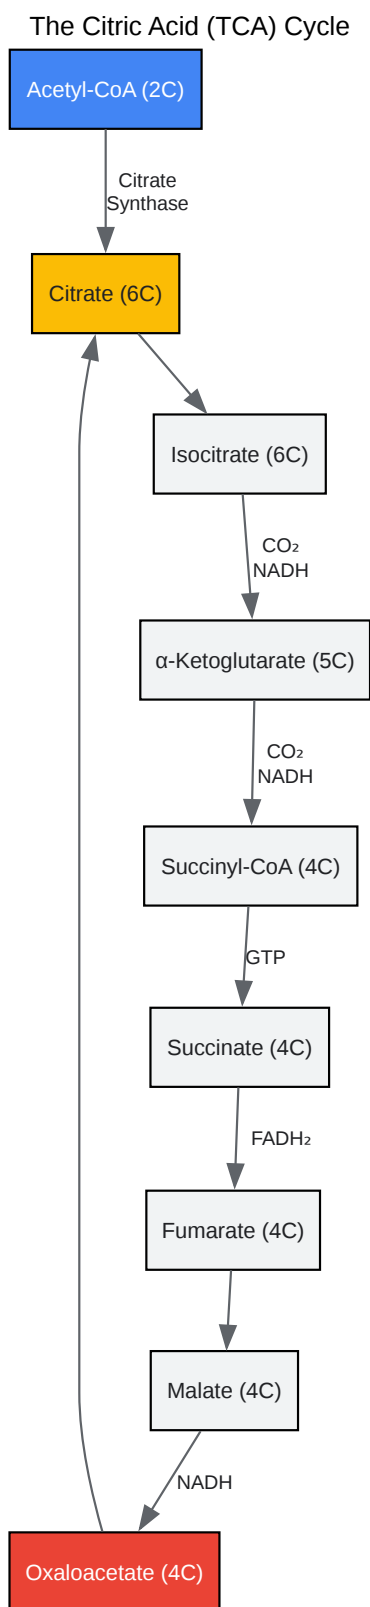 The Citric Acid (TCA) Cycle
Acetyl-CoA (2C)
Citrate
Synthase
Citrate (6C)
Isocitrate (6C)
CO₂
NADH
α-Ketoglutarate (5C)
CO₂
NADH
Succinyl-CoA (4C)
GTP
Succinate (4C)
FADH₂
Fumarate (4C)
Malate (4C)
NADH
Oxaloacetate (4C)